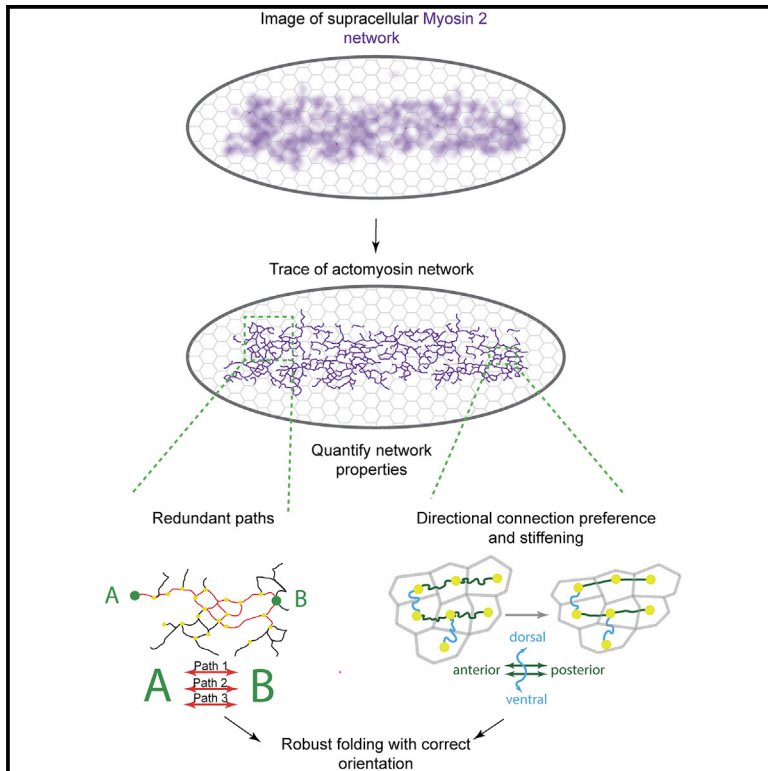 Image of supracellular Myosin 2
network
Trace of actomyosin network
Quantify network
properties
Redundant paths
Directional connection preference
and stiffening
A
B
dorsal
anterior
posterior
ventral
A
Path 1
Path 2
Path 3
B
Robust folding with correct
orientation